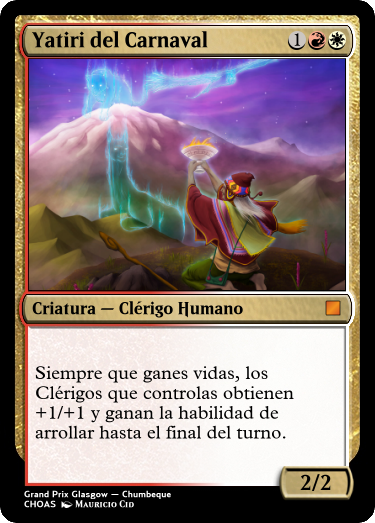 Yatiri del Carnaval 1
Criatura — Clérigo Humano
Siempre que ganes vidas, los
Clérigos que controlas obtienen
+1/+1 y ganan la habilidad de
arrollar hasta el final del turno.
2/2
Grand Prix Glasgow — Chumbeque
CHOAS Mauricio Cid